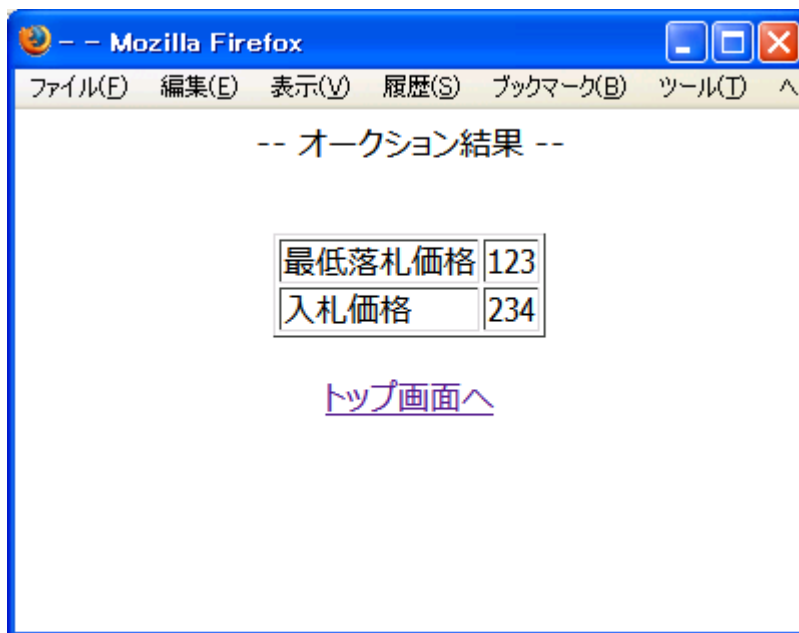 - - Mozilla Firefox
ファイル(F) 編集(E) 表示(V) 履歴(S) ブックマーク(B) ツール(T) ヘ
-- オークション結果 --
最低落札価格 123
入札価格 234
トップ画面へ